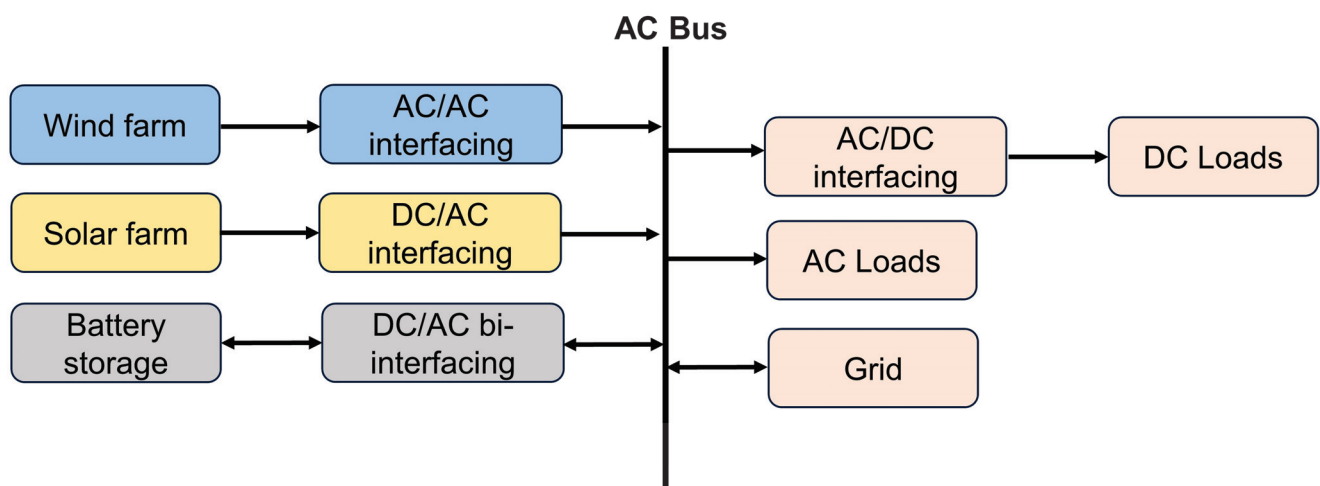 AC Bus
Wind farm
AC/AC
interfacing
AC/DC
interfacing
DC Loads
Solar farm
DC/AC
interfacing
AC Loads
Battery
storage
DC/AC bi-
interfacing
Grid